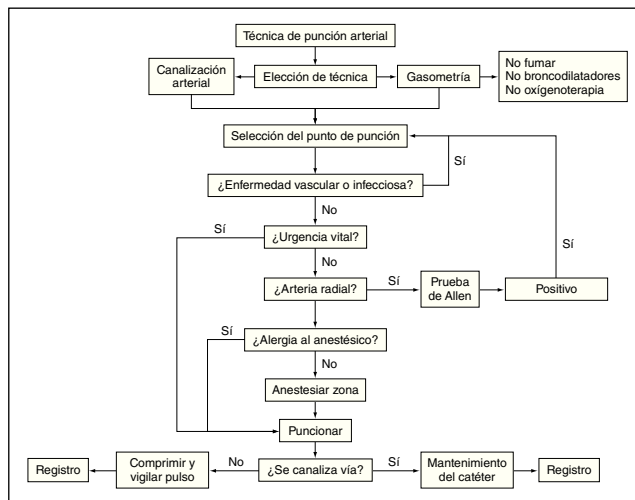 Técnica de punción arterial
Canalización
arterial
Elección de técnica
Gasometría
No fumar
No broncodilatadores
No oxígenoterapia
Selección del punto de punción
Sí
¿Enfermedad vascular o infecciosa?
No
Sí
¿Urgencia vital?
Sí
No
¿Arteria radial?
Sí
Prueba
de Allen
Positivo
Sí
¿Alergia al anestésico?
No
Anestesiar zona
Puncionar
Registro
Comprimir y
vigilar pulso
No
¿Se canaliza vía?
Sí
Mantenimiento
del catéter
Registro